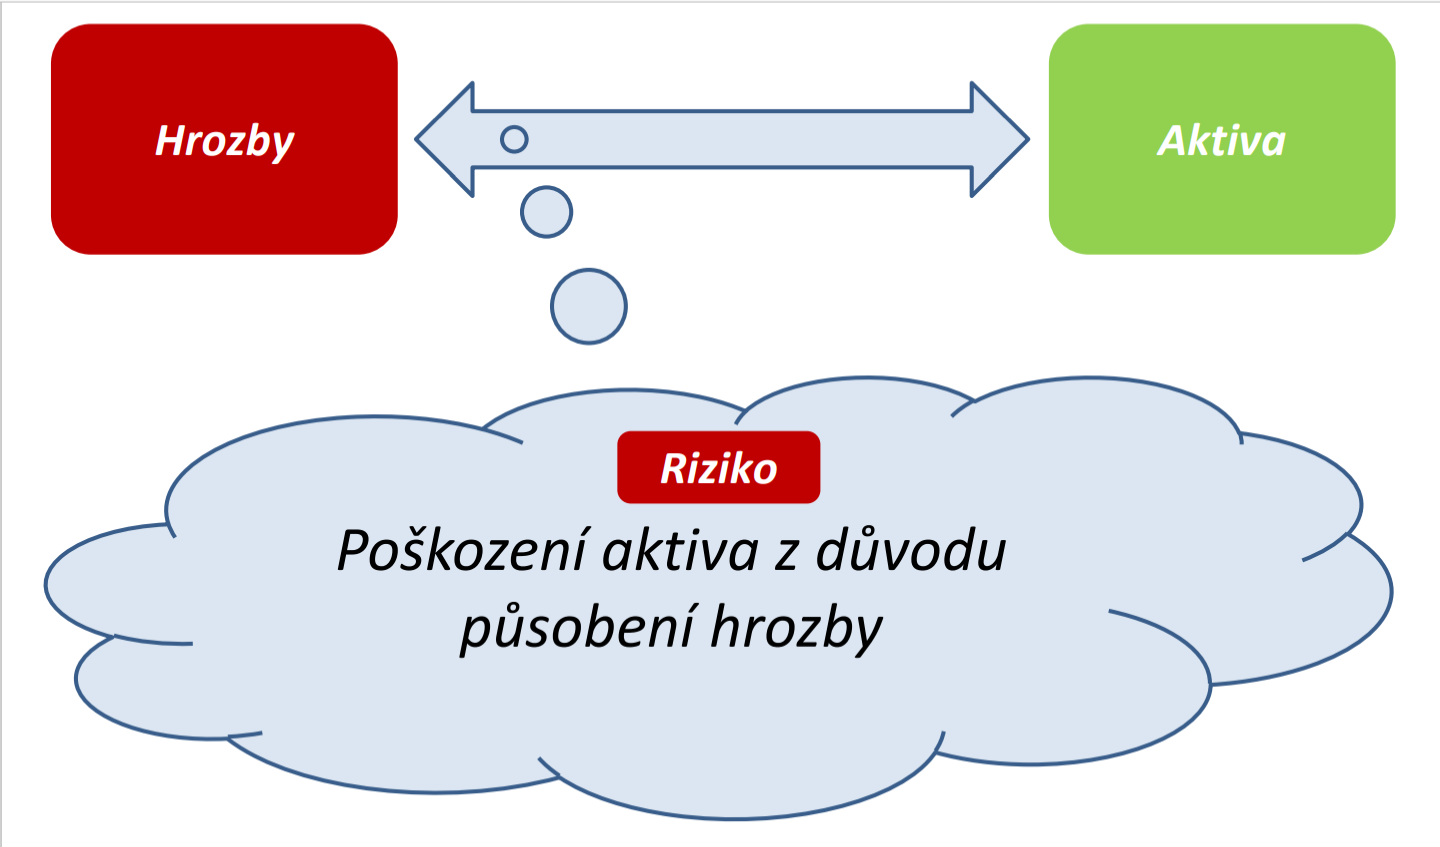 Hrozby
Aktiva
Riziko
Poškození aktiva z důvodu
působení hrozby